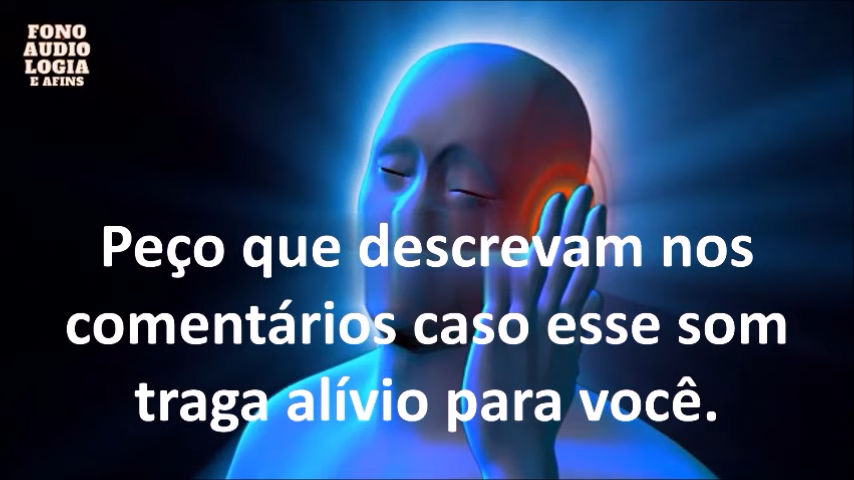 FONO
AUDIO
LOGIA
E AFINS
Peço que descrevam nos
comentários caso esse som
traga alívio para você.